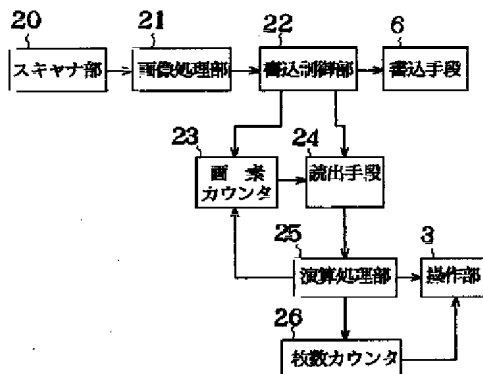 20
21
22
6
スキャナ部
画像処理部
書込制御部
書込手段
23
24
画 素
カウンタ
読出手段
25
3
演算処理部
操作部
26
枚数カウンタ